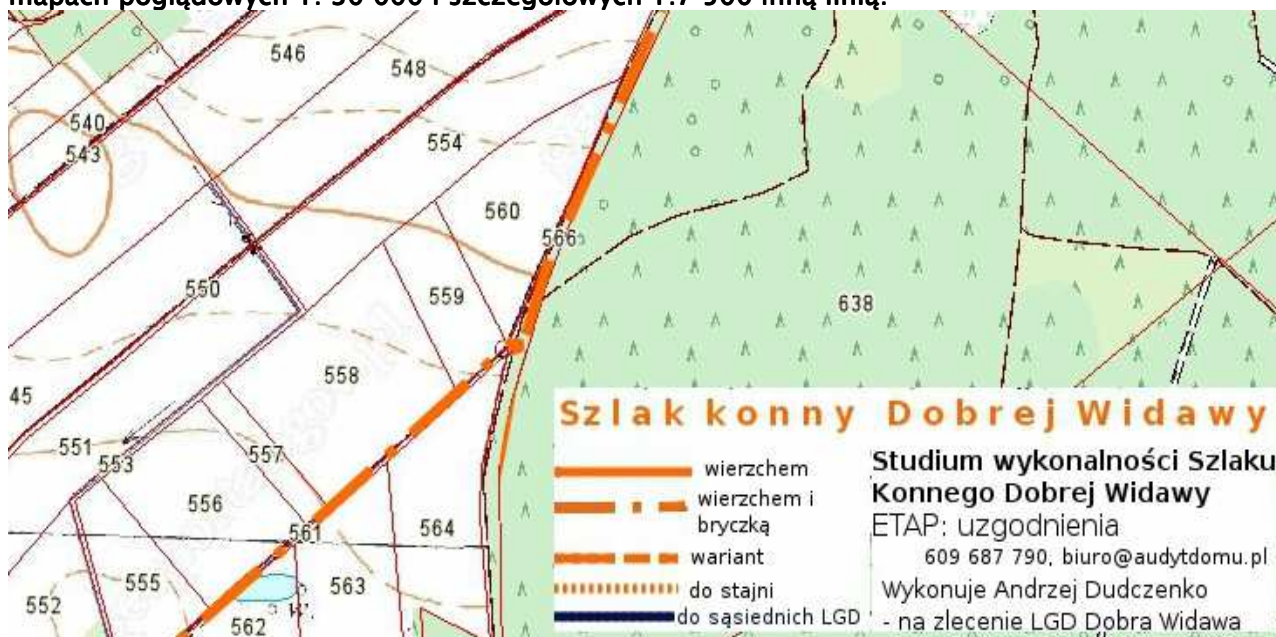 mapach poglądowych 1: 50 000 i szczegółowych 1:7 500 inną linią.
546
548
540
543
554
560
566
550
559
638
558
45
551
553
557
556
561
564
555
563
552
562
Szlak konny Dobrej Widawy
wierzchem
wierzchem i
bryczką
wariant
do stajni
do sąsiednich LGD
Studium wykonalności Szlaku
Konnego Dobrej Widawy
ETAP: uzgodnienia
609 687 790, biuro@audytdomu.pl
Wykonuje Andrzej Dudczenko
- na zlecenie LGD Dobra Widawa